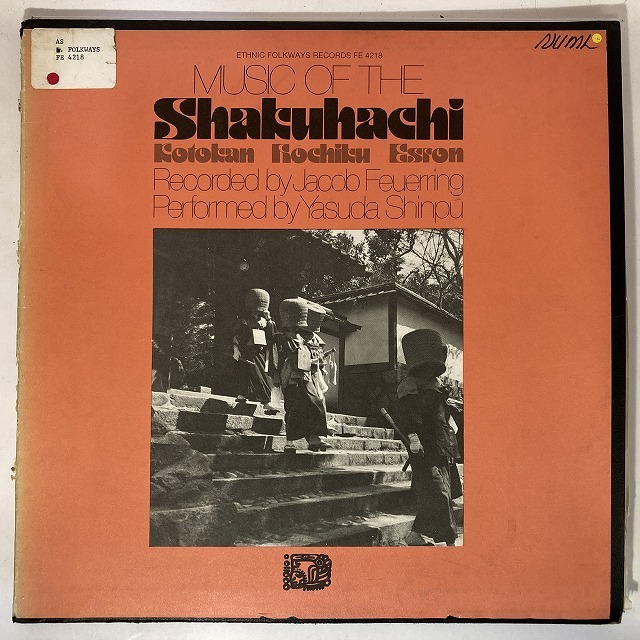 AS
FOLKWAYS
FE 4218
ETHNIC FOLKWAYS RECORDS FE 4218
MUSIC OF THE
Shakuhachi
Kotokan Kochiku Esson
Recorded by Jacob Feuerring
Performed by Yasuda Shinpū